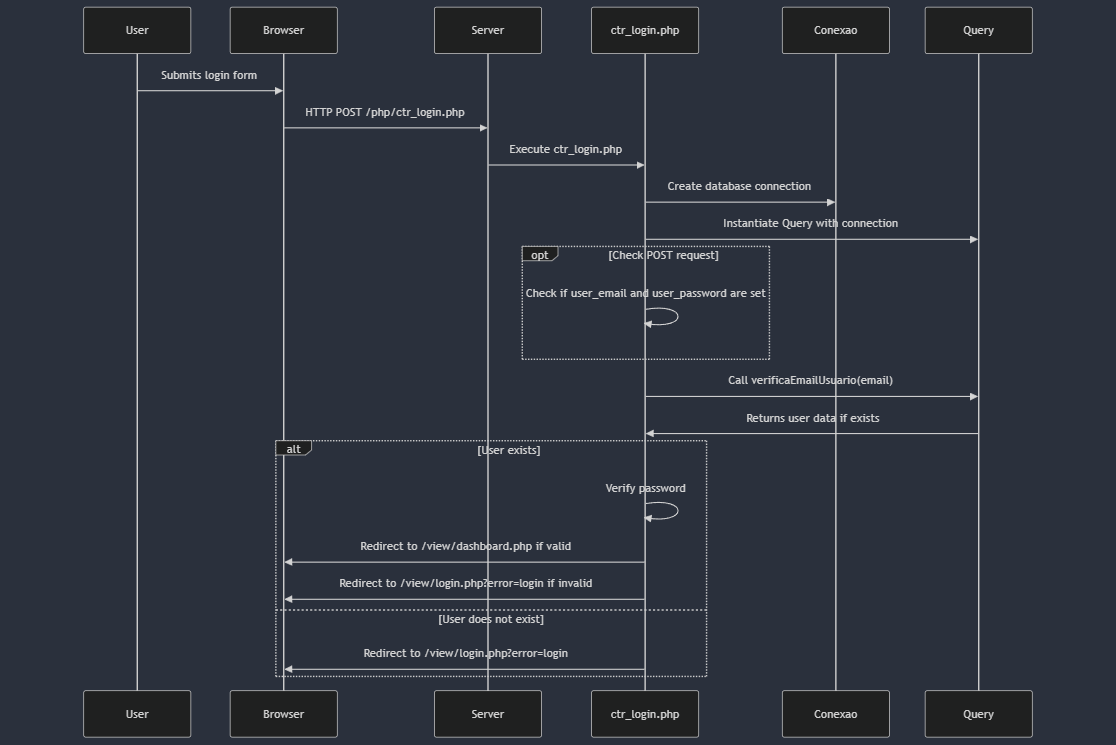 User
Browser
Server
ctr_login.php
Conexao
Query
Submits login form
HTTP POST /php/ctr_login.php
Execute ctr_login.php
Create database connection
Instantiate Query with connection
opt
[Check POST request]
Check if user_email and user_password are set
Call verificaEmailUsuario(email)
Returns user data if exists
alt
[User exists]
Verify password
Redirect to /view/dashboard.php if valid
Redirect to /view/login.php?error=login if invalid
[User does not exist]
Redirect to /view/login.php?error=login
User
Browser
Server
ctr_login.php
Conexao
Query